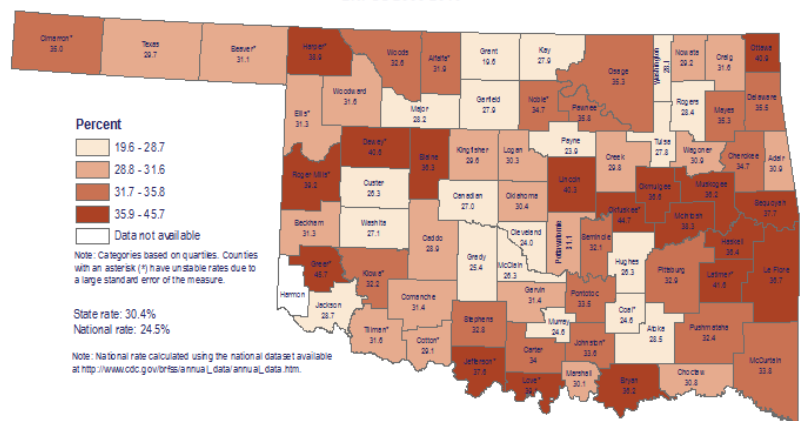 Cimarron*
35.0
Texas
29.7
Beaver*
31.1
Harper*
38.9
Woods
32.6
Alfalfa*
31.9
Grant
19.6
Kay
27.9
Osage
35.3
Washington
28.1
Nowata
29.2
Craig
31.6
Ottawa
40.9
Ellis*
31.3
Woodward
31.6
Major
28.2
Garfield
27.9
Noble*
34.7
Pawnee
35.8
Rogers
28.4
Mayes
35.3
Delaware
35.5
Percent
19.6 - 28.7
28.8 - 31.6
31.7 - 35.8
35.9 - 45.7
Data not available
Note: Categories based on quartiles. Counties
with an asterisk (*) have unstable rates due to
a large standard error of the measure.
State rate: 30.4%
National rate: 24.5%
Note: National rate calculated using the national dataset available
at http://www.cdc.gov/brfss/annual_data/annual_data.htm.
Roger Mills*
39.2
Dewey*
40.6
Blaine
36.3
Kingfisher
29.6
Logan
30.3
Payne
23.9
Creek
29.8
Tulsa
27.8
Wagoner
30.9
Cherokee
34.7
Adair
30.9
Custer
26.3
Canadian
27.0
Oklahoma
30.4
Lincoln
40.3
Okmulgee
36.6
Muskogee
36.2
Sequoyah
37.7
Beckham
31.3
Washita
27.1
Caddo
28.9
Grady
25.4
Cleveland
24.0
McClain
26.3
Pottawatomie
31.1
Seminole
32.1
Okfuskee*
44.7
McIntosh
38.3
Haskell
36.4
Hughes
26.3
Pittsburg
32.9
Latimer*
41.6
Le Flore
36.7
Greer*
45.7
Kiowa*
32.2
Harmon
Jackson
28.7
Comanche
31.4
Tillman*
31.6
Cotton*
29.1
Stephens
32.8
Garvin
31.4
Murray
24.6
Pontotoc
33.5
Coal*
24.6
Atoka
28.5
Pushmataha
32.4
McCurtain
33.8
Jefferson*
37.6
Carter
34
Love*
Johnston*
33.6
Marshall
30.1
Bryan
36.2
Choctaw
30.8